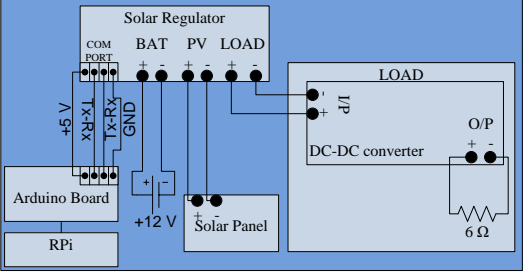 Solar Regulator
COM
PORT
BAT PV LOAD
+ - + - + -
+5 V
Tx-Rx
Tx-Rx
GND
LOAD
-
+
I/P
O/P
+ -
DC-DC converter
6 Ω
Arduino Board
RPi
+ -
+12 V
+ -
Solar Panel